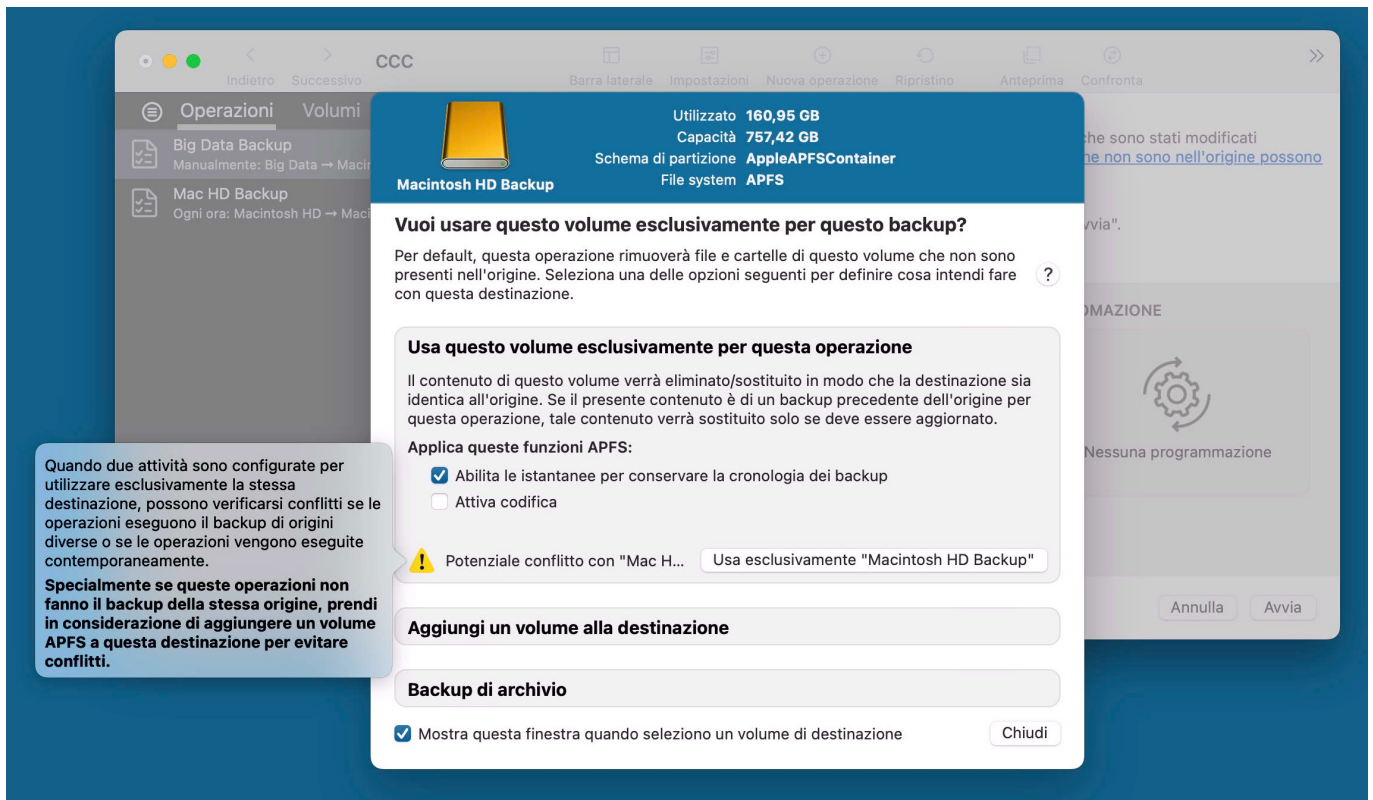 Indietro
Successivo
CCC
Barra laterale
Impostazioni
Nuova operazione
Ripristino
Anteprima
Confronta
Operazioni
Volumi
Big Data Backup
Manualmente: Big Data → Macin
Mac HD Backup
Ogni ora: Macintosh HD → Maci
Macintosh HD Backup
Utilizzato 160,95 GB
Capacità 757,42 GB
Schema di partizione AppleAPFSContainer
File system APFS
che sono stati modificati
ne non sono nell'origine possono
vvia".
OMAZIONE
Nessuna programmazione
Annulla
Avvia
Vuoi usare questo volume esclusivamente per questo backup?
Per default, questa operazione rimuoverà file e cartelle di questo volume che non sono
presenti nell'origine. Seleziona una delle opzioni seguenti per definire cosa intendi fare
con questa destinazione.
?
Usa questo volume esclusivamente per questa operazione
Il contenuto di questo volume verrà eliminato/sostituito in modo che la destinazione sia
identica all'origine. Se il presente contenuto è di un backup precedente dell'origine per
questa operazione, tale contenuto verrà sostituito solo se deve essere aggiornato.
Applica queste funzioni APFS:
Abilita le istantanee per conservare la cronologia dei backup
Attiva codifica
Potenziale conflitto con "Mac H...
Usa esclusivamente "Macintosh HD Backup"
Quando due attività sono configurate per
utilizzare esclusivamente la stessa
destinazione, possono verificarsi conflitti se le
operazioni eseguono il backup di origini
diverse o se le operazioni vengono eseguite
contemporaneamente.
Specialmente se queste operazioni non
fanno il backup della stessa origine, prendi
in considerazione di aggiungere un volume
APFS a questa destinazione per evitare
conflitti.
Aggiungi un volume alla destinazione
Backup di archivio
Mostra questa finestra quando seleziono un volume di destinazione
Chiudi